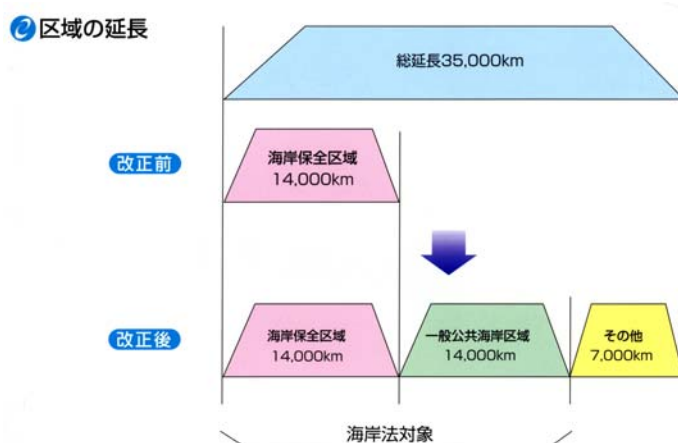 区域の延長
総延長35,000km
改正前
海岸保全区域
14,000km
改正後
海岸保全区域
14,000km
一般公共海岸区域
14,000km
その他
7,000km
海岸法対象